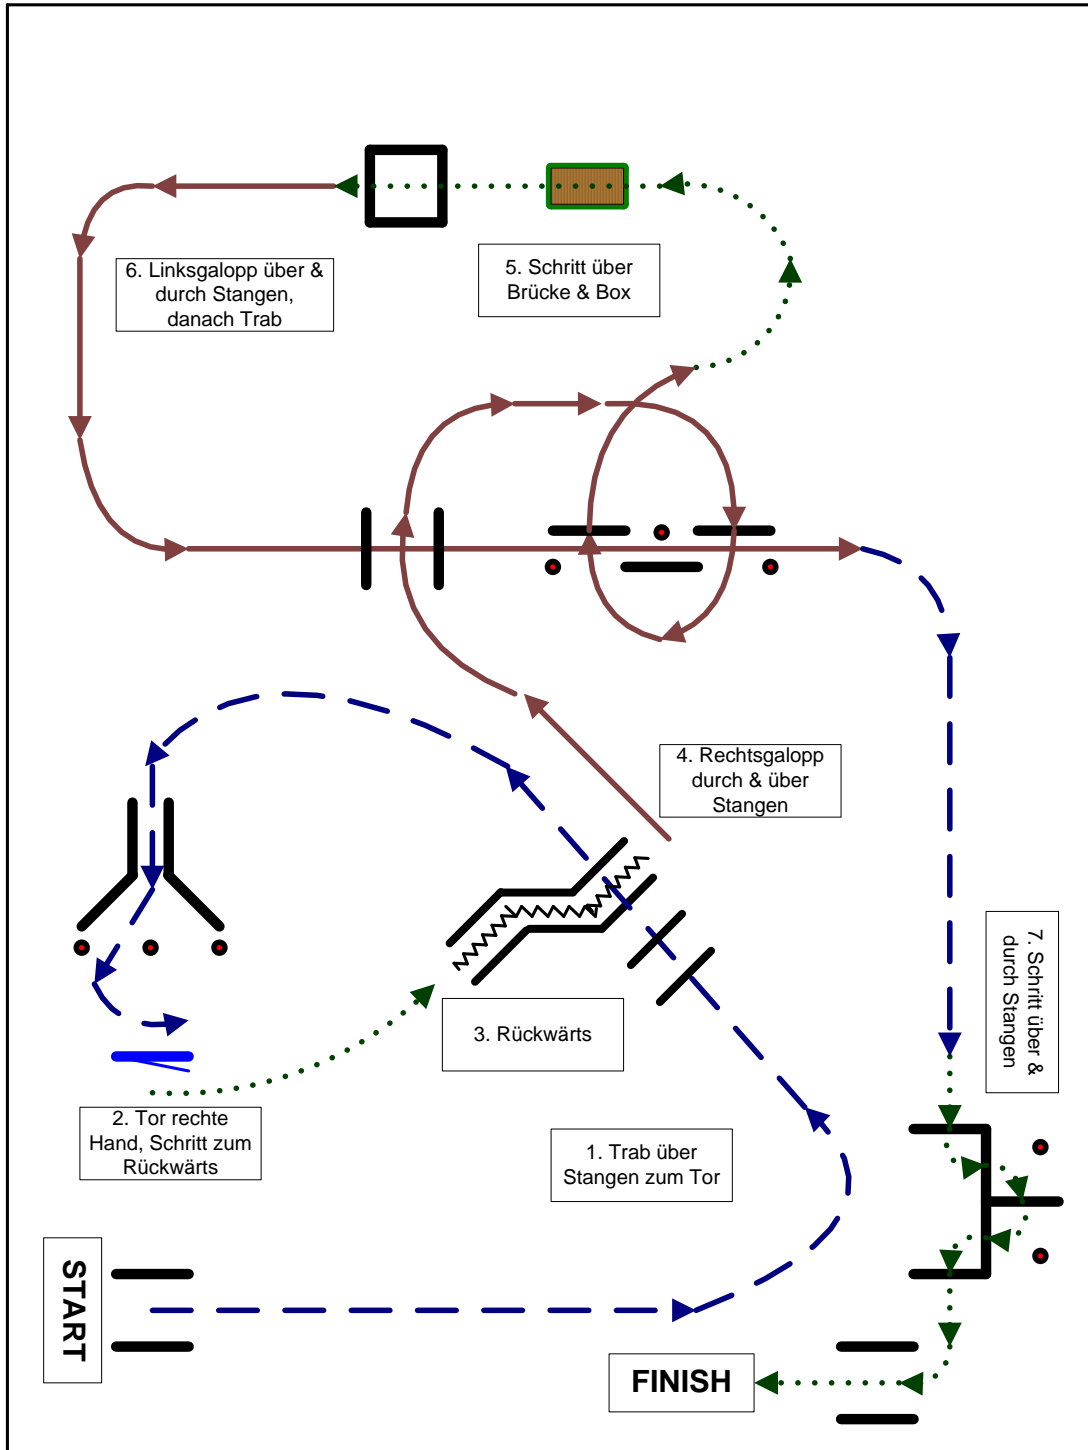 6. Linksgalopp über &
durch Stangen,
danach Trab
5. Schritt über
Brücke & Box
4. Rechtsgalopp
durch & über
Stangen
7. Schritt über &
durch Stangen
3. Rückwärts
2. Tor rechte
Hand, Schritt zum
Rückwärts
1. Trab über
Stangen zum Tor
START
FINISH